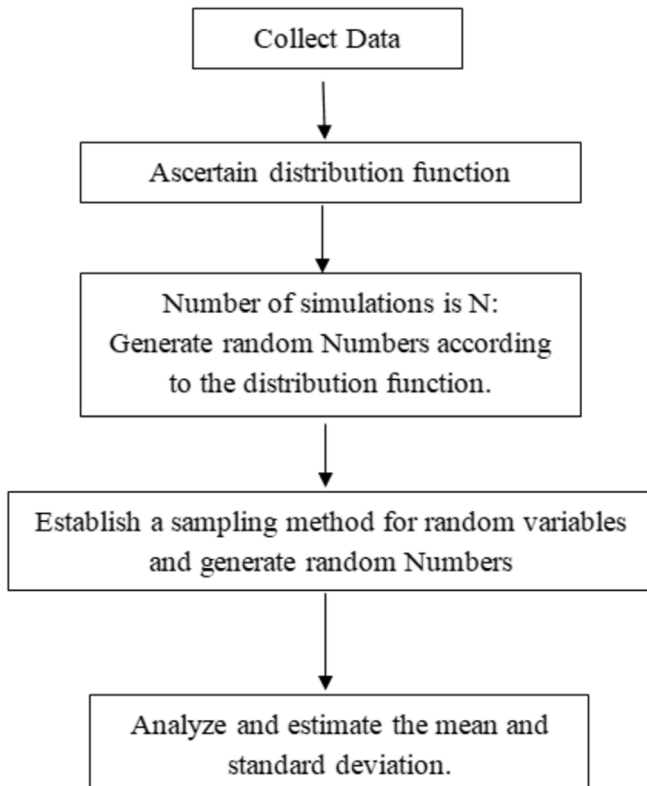 Collect Data
Ascertain distribution function
Number of simulations is N:
Generate random Numbers according
to the distribution function.
Establish a sampling method for random variables
and generate random Numbers
Analyze and estimate the mean and
standard deviation.